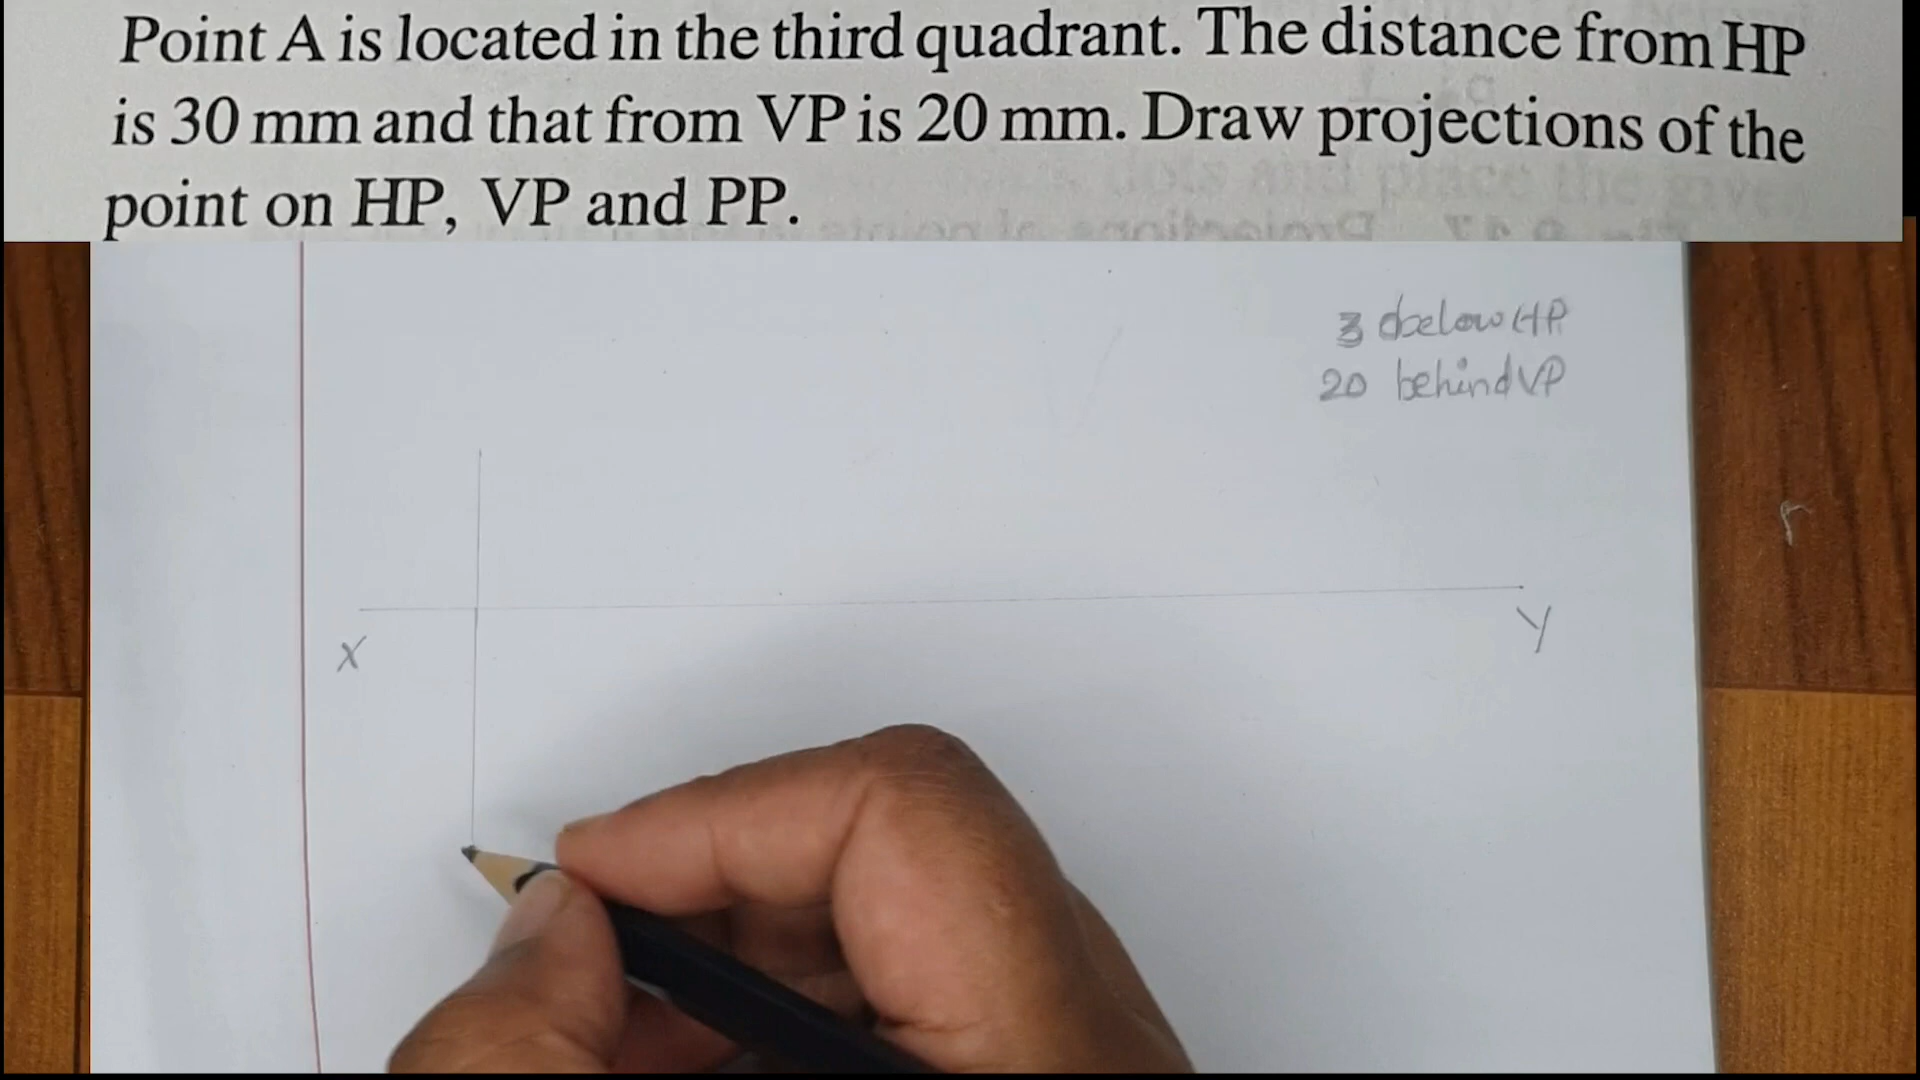 Point A is located in the third quadrant. The distance from HP
is 30 mm and that from VP is 20 mm. Draw projections of the
point on HP, VP and PP.
30 below HP
20 behind VP
X
Y